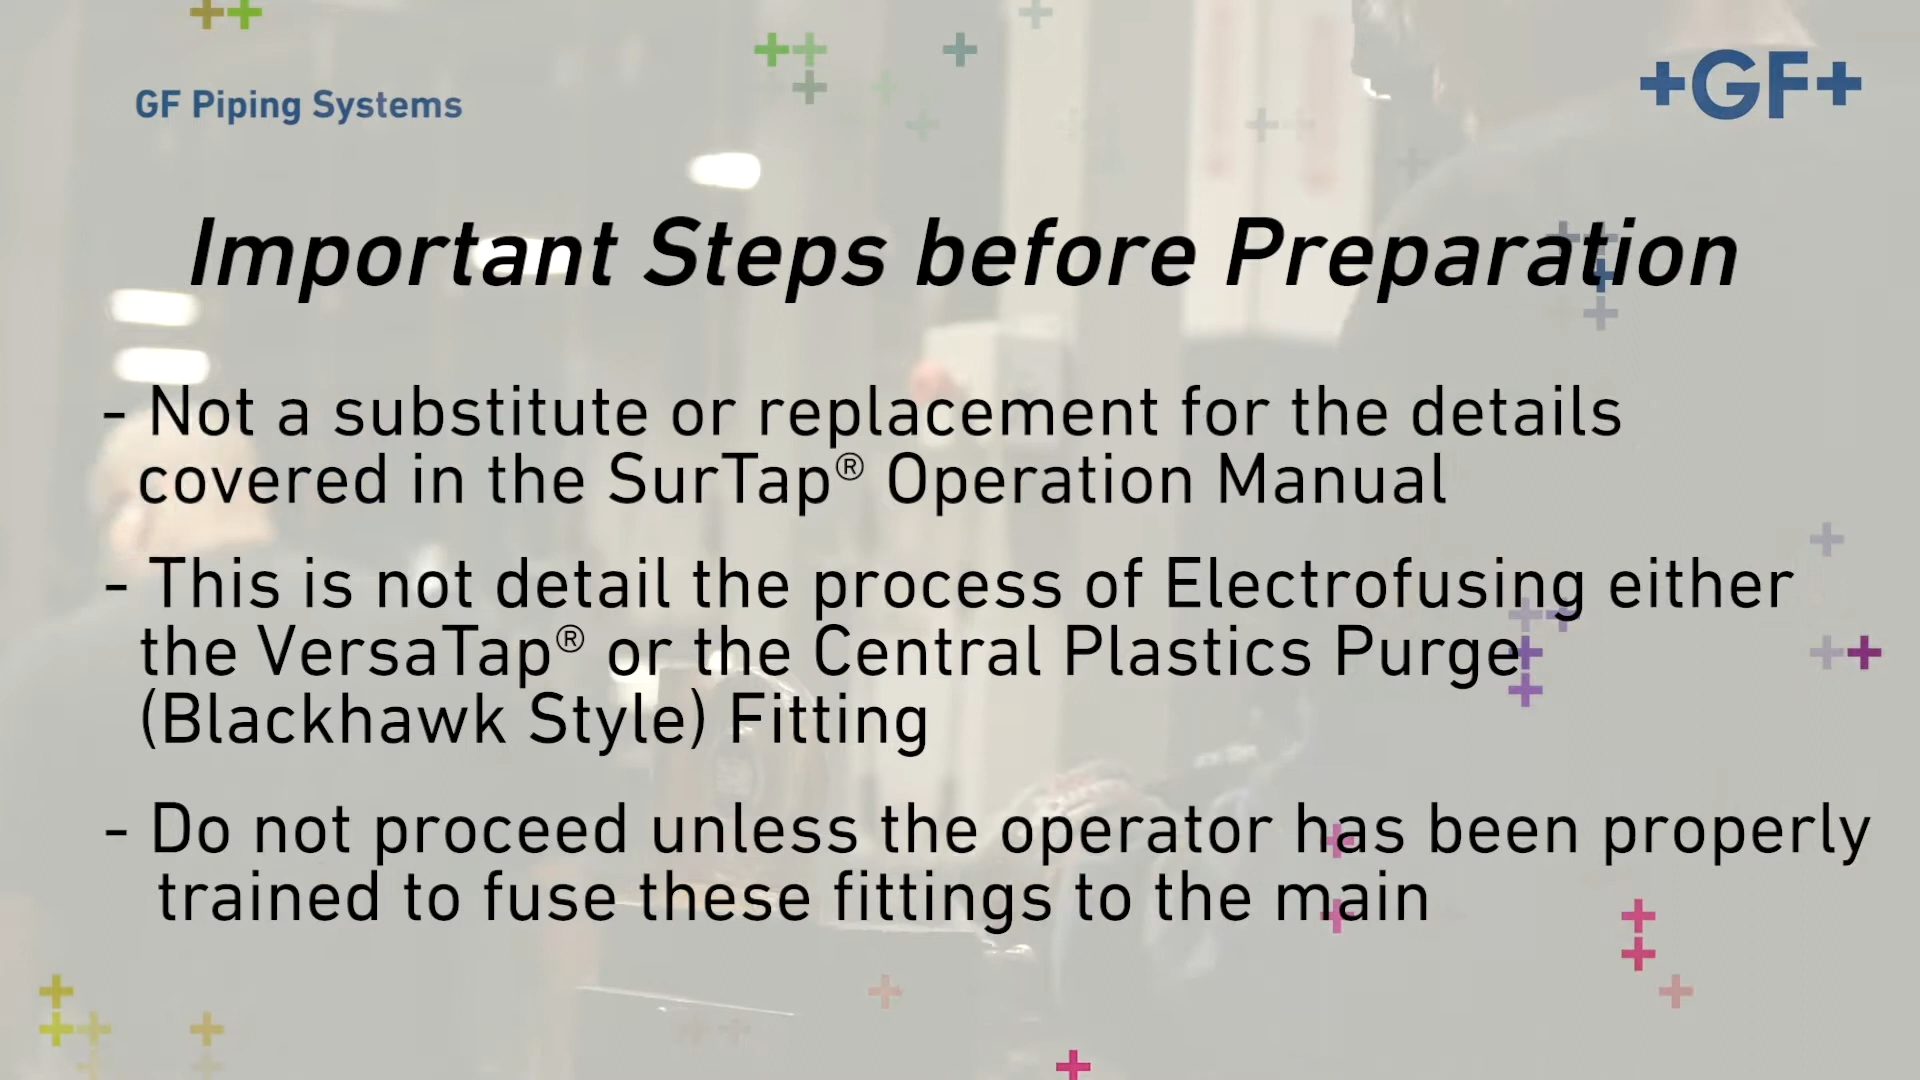 GF Piping Systems
+GF+
Important Steps before Preparation
- Not a substitute or replacement for the details
covered in the SurTap® Operation Manual
- This is not detail the process of Electrofusing either
the VersaTap® or the Central Plastics Purge
(Blackhawk Style) Fitting
- Do not proceed unless the operator has been properly
trained to fuse these fittings to the main